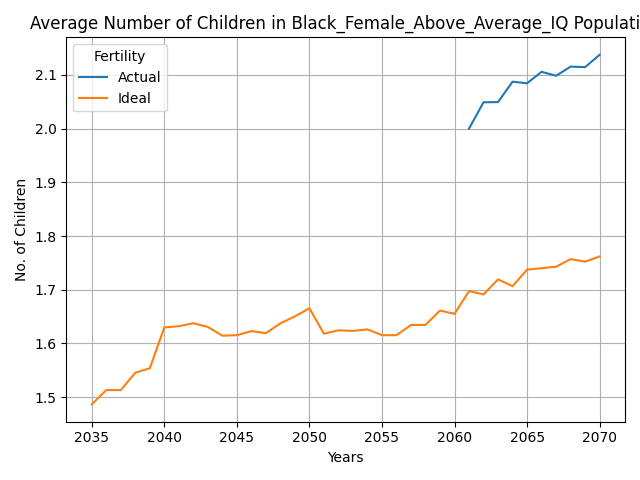 Average Number of Children in Black_Female_Above_Average_IQ Populati
Fertility
Actual
Ideal
2.1
2.0
1.9
1.8
1.7
1.6
1.5
No. of Children
2035 2040 2045 2050 2055 2060 2065 2070
Years